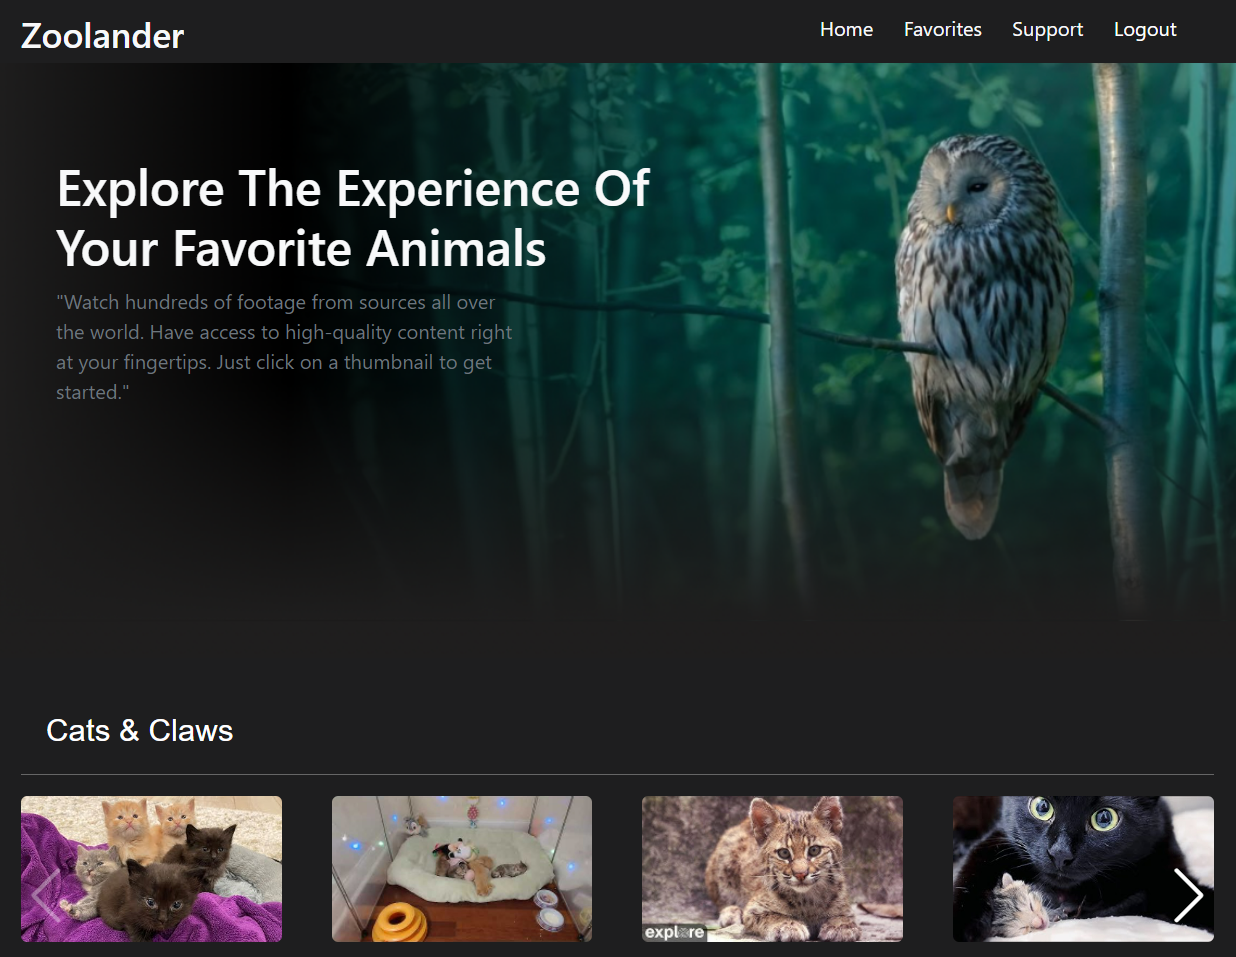 Zoolander
Home Favorites Support Logout
Explore The Experience Of
Your Favorite Animals
"Watch hundreds of footage from sources all over
the world. Have access to high-quality content right
at your fingertips. Just click on a thumbnail to get
started."
Cats & Claws
explore